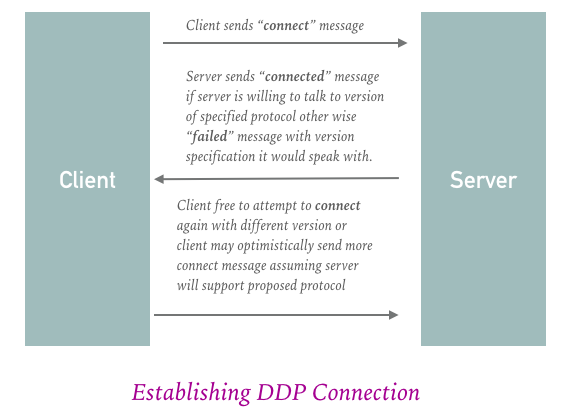 Client sends “connect” message
Server sends “connected” message
if server is willing to talk to version
of specified protocol other wise
“failed” message with version
specification it would speak with.
Client
Server
Client free to attempt to connect
again with different version or
client may optimistically send more
connect message assuming server
will support proposed protocol
Establishing DDP Connection